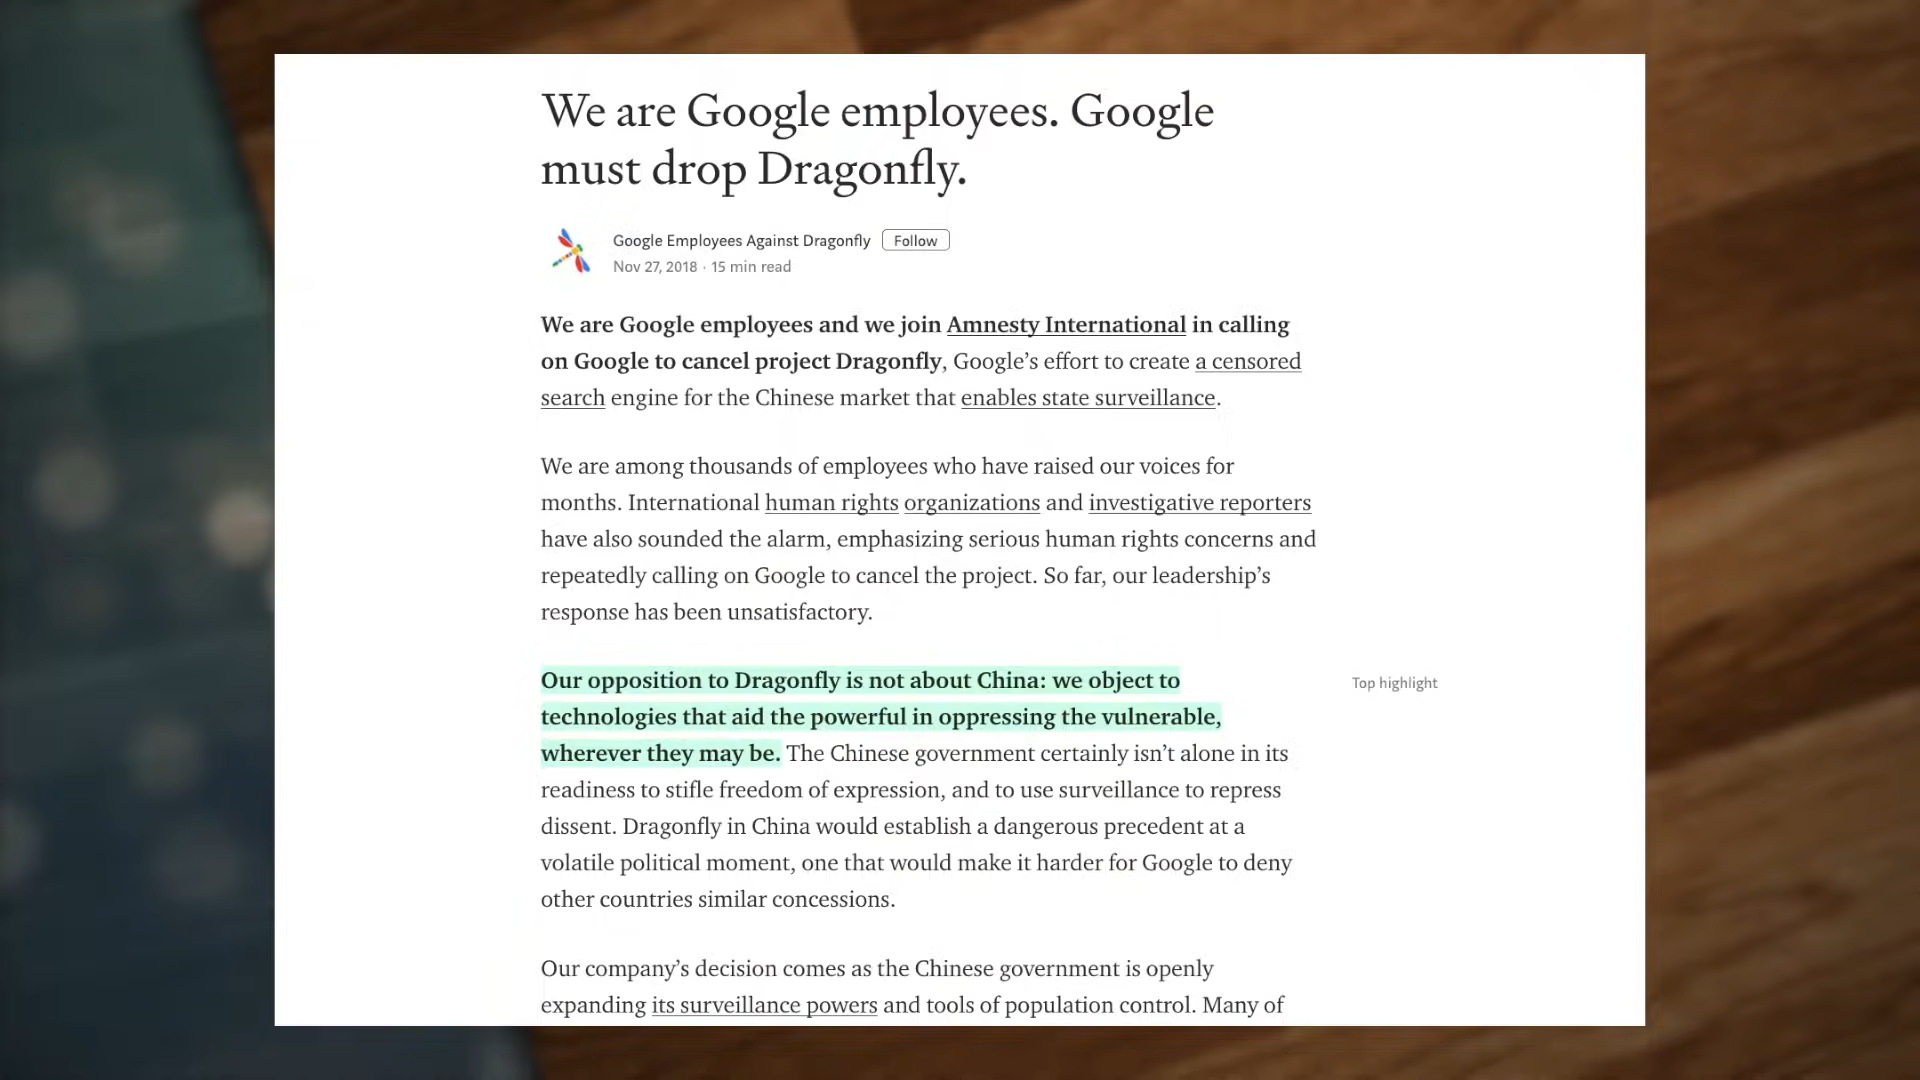 We are Google employees. Google
must drop Dragonfly.
Google Employees Against Dragonfly Follow
Nov 27, 2018 · 15 min read
We are Google employees and we join Amnesty International in calling
on Google to cancel project Dragonfly, Google’s effort to create a censored
search engine for the Chinese market that enables state surveillance.
We are among thousands of employees who have raised our voices for
months. International human rights organizations and investigative reporters
have also sounded the alarm, emphasizing serious human rights concerns and
repeatedly calling on Google to cancel the project. So far, our leadership’s
response has been unsatisfactory.
Our opposition to Dragonfly is not about China: we object to
technologies that aid the powerful in oppressing the vulnerable,
wherever they may be. The Chinese government certainly isn’t alone in its
readiness to stifle freedom of expression, and to use surveillance to repress
dissent. Dragonfly in China would establish a dangerous precedent at a
volatile political moment, one that would make it harder for Google to deny
other countries similar concessions.
Top highlight
Our company’s decision comes as the Chinese government is openly
expanding its surveillance powers and tools of population control. Many of